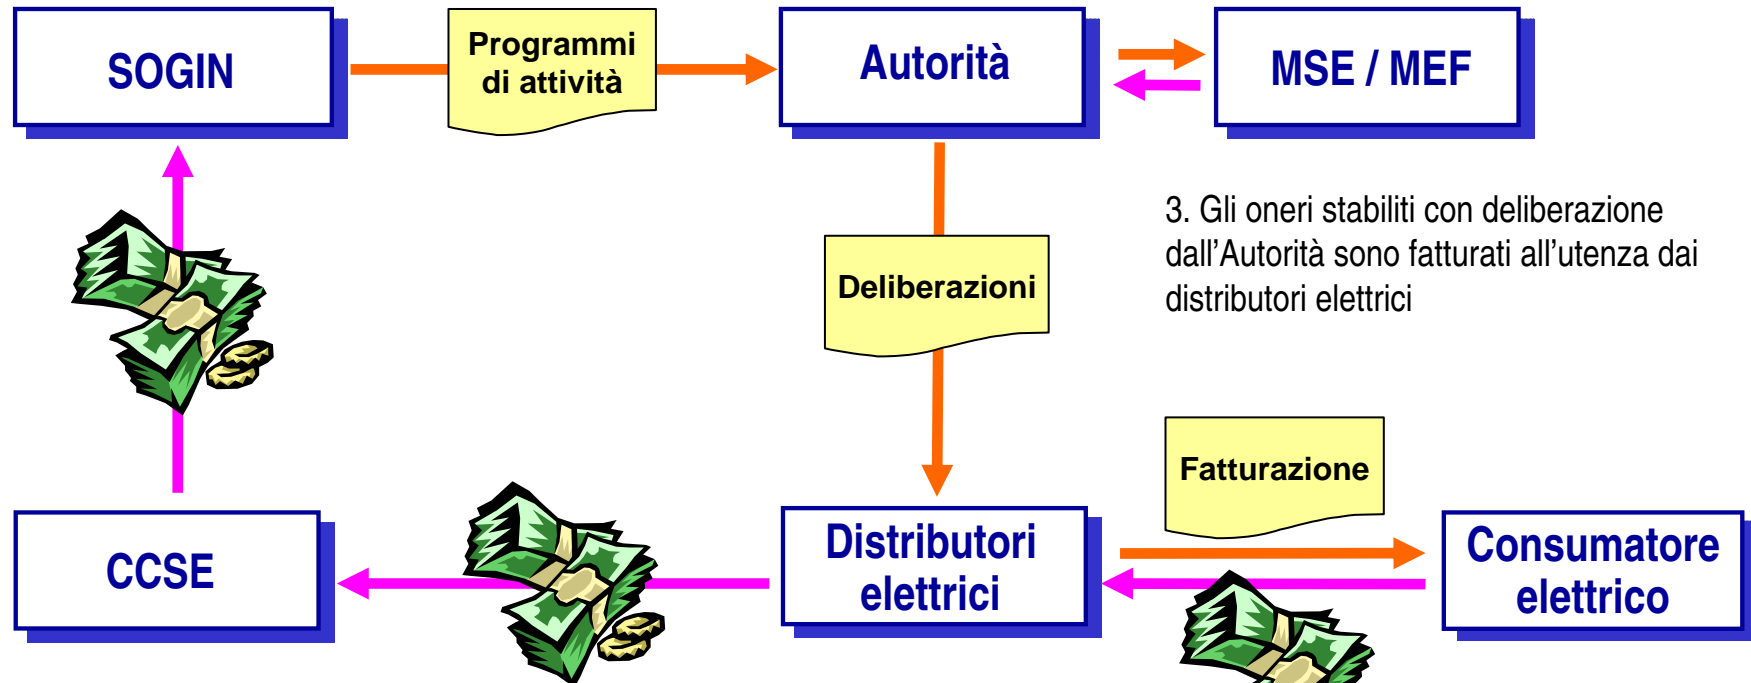 SOGIN
Programmi
di attività
Autorità
MSE / MEF
3. Gli oneri stabiliti con deliberazione
dall’Autorità sono fatturati all’utenza dai
distributori elettrici
Deliberazioni
Fatturazione
CCSE
Distributori
elettrici
Consumatore
elettrico